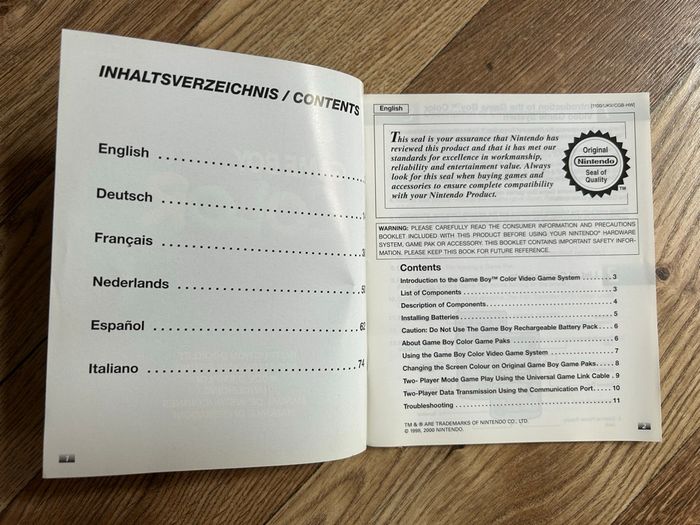 INHALTSVERZEICHNIS / CONTENTS
English ..............................
Deutsch ..............................
Français ..............................
Nederlands ..............................
Español .............................. 62
Italiano .............................. 74
1
English
[1100/UKV/CGB-HW]
This seal is your assurance that Nintendo has
reviewed this product and that it has met our
standards for excellence in workmanship,
reliability and entertainment value. Always
look for this seal when buying games and
accessories to ensure complete compatibility
with your Nintendo Product.
Original
Nintendo
Seal of
Quality
TM
WARNING: PLEASE CAREFULLY READ THE CONSUMER INFORMATION AND PRECAUTIONS
BOOKLET INCLUDED WITH THIS PRODUCT BEFORE USING YOUR NINTENDO® HARDWARE
SYSTEM, GAME PAK OR ACCESSORY. THIS BOOKLET CONTAINS IMPORTANT SAFETY INFOR-
MATION. PLEASE KEEP THIS BOOK FOR FUTURE REFERENCE.
Contents
Introduction to the Game Boy™ Color Video Game System ....... 3
List of Components ....... 3
Description of Components ....... 4
Installing Batteries ....... 5
Caution: Do Not Use The Game Boy Rechargeable Battery Pack .... 6
About Game Boy Color Game Paks ....... 6
Using the Game Boy Color Video Game System ....... 7
Changing the Screen Colour on Original Game Boy Game Paks .... 8
Two- Player Mode Game Play Using the Universal Game Link Cable . 9
Two-Player Data Transmission Using the Communication Port ..... 10
Troubleshooting ....... 11
TM & ® ARE TRADEMARKS OF NINTENDO CO., LTD.
© 1999, 2000 NINTENDO.
2